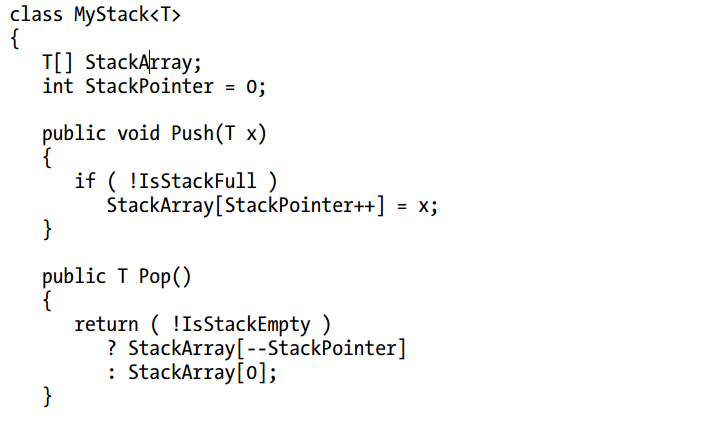 class MyStack<T>
{
T[] StackArray;
int StackPointer = 0;
public void Push(T x)
{
if ( !IsStackFull )
StackArray[StackPointer++] = x;
}
public T Pop()
{
return ( !IsStackEmpty )
? StackArray[--StackPointer]
: StackArray[0];
}